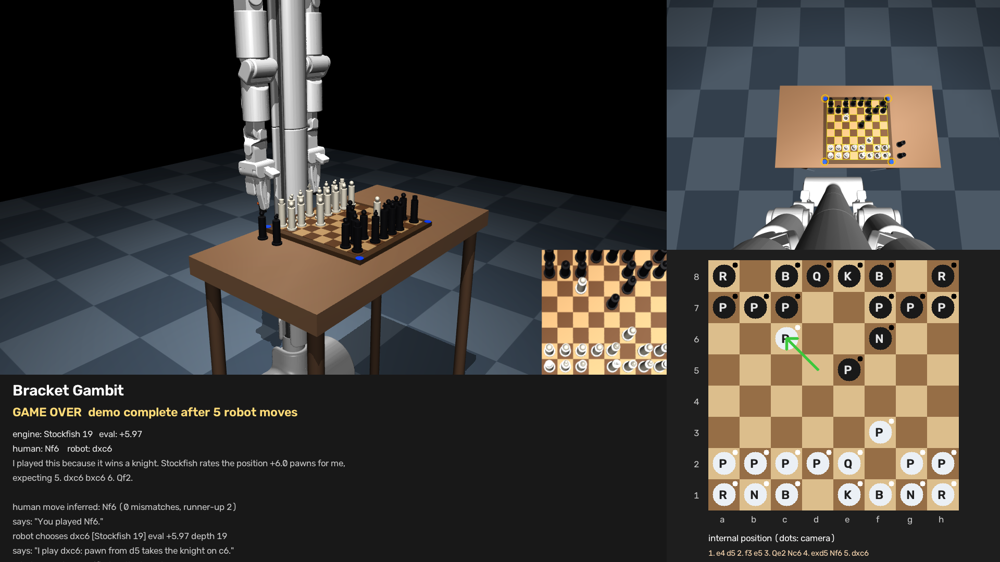 Bracket Gambit
GAME OVER demo complete after 5 robot moves
engine: Stockfish 19 eval: +5.97
human: Nf6 robot: dxc6
I played this because it wins a knight. Stockfish rates the position +6.0 pawns for me,
expecting 5. dxc6 bxc6 6. Qf2.
human move inferred: Nf6 (0 mismatches, runner-up 2)
says: "You played Nf6."
robot chooses dxc6 [Stockfish 19] eval +5.97 depth 19
says: "I play dxc6: pawn from d5 takes the knight on c6."
8 R B Q K B R
7 P P P P P P
6 P N
5 P
4
3 P
2 P P P P Q P P
1 R N B K B N R
a b c d e f g h
internal position (dots: camera)
1. e4 d5 2. f3 e5 3. Qe2 Nc6 4. exd5 Nf6 5. dxc6